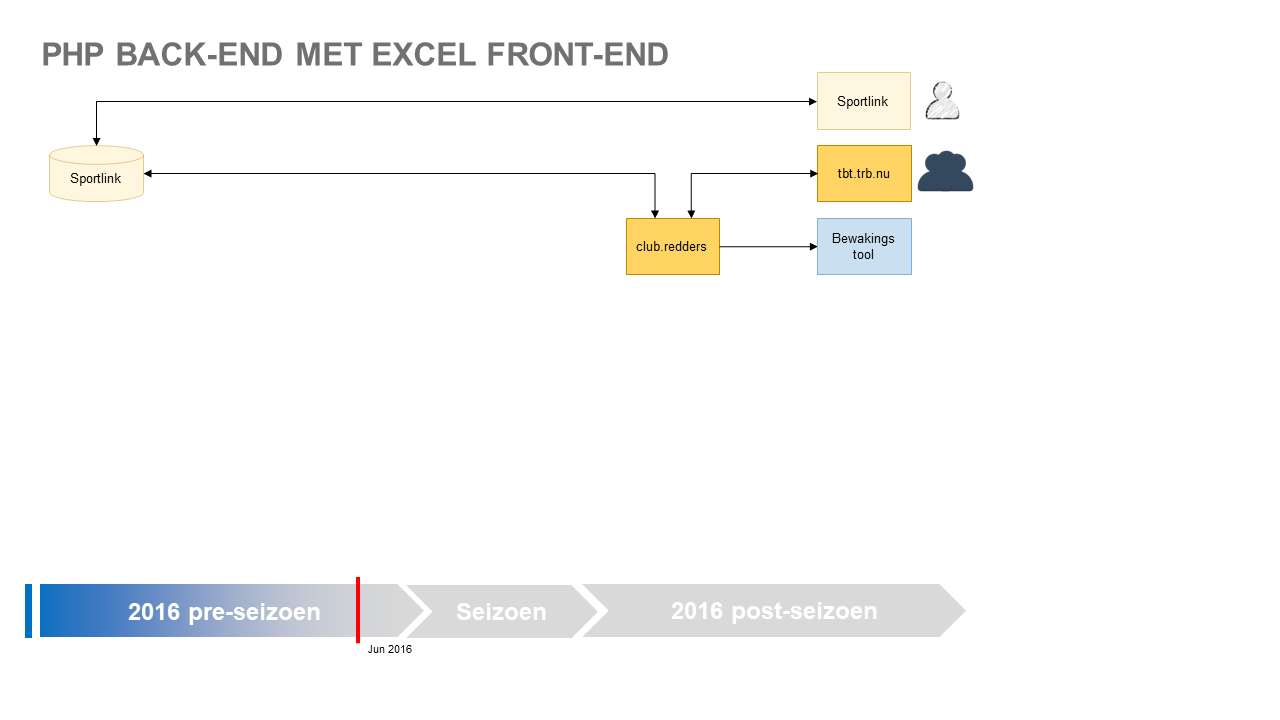 PHP BACK-END MET EXCEL FRONT-END
Sportlink
Sportlink
tbt.trb.nu
club.redders
Bewakings
tool
2016 pre-seizoen
Seizoen
2016 post-seizoen
Jun 2016